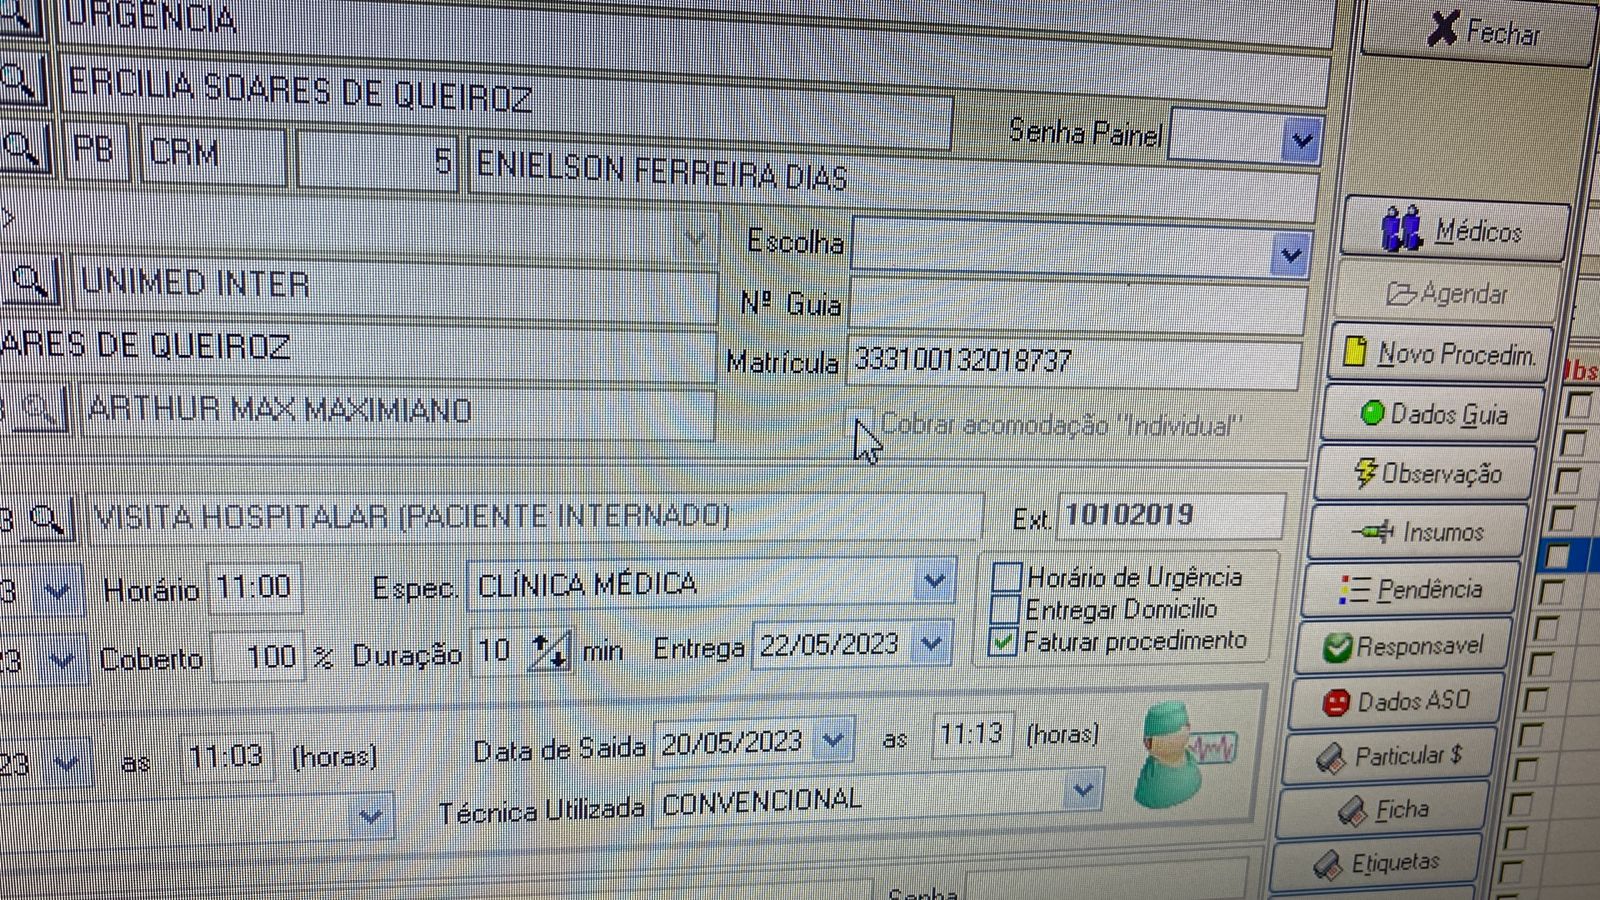 URGÊNCIA
Fechar
ERCILIA SOARES DE QUEIROZ
Senha Painel
PB CRM 5 ENIELSON FERREIRA DIAS
Escolha
Médicos
UNIMED INTER
Nº Guia
Agendar
ARES DE QUEIROZ
Matrícula 333100132018737
Novo Procedim.
ARTHUR MAX MAXIMIANO
Cobrar acomodação "Individual"
Dados Guia
Observação
3 VISITA HOSPITALAR (PACIENTE INTERNADO)
Ext. 10102019
Insumos
3 Horário 11:00 Espec. CLÍNICA MÉDICA
Horário de Urgência
Entregar Domicilio
Pendência
23 Coberto 100 % Duração 10 min Entrega 22/05/2023
Faturar procedimento
Responsavel
Dados ASO
23 as 11:03 (horas) Data de Saida 20/05/2023 as 11:13 (horas)
Particular $
Técnica Utilizada CONVENCIONAL
Ficha
Etiquetas
Senha